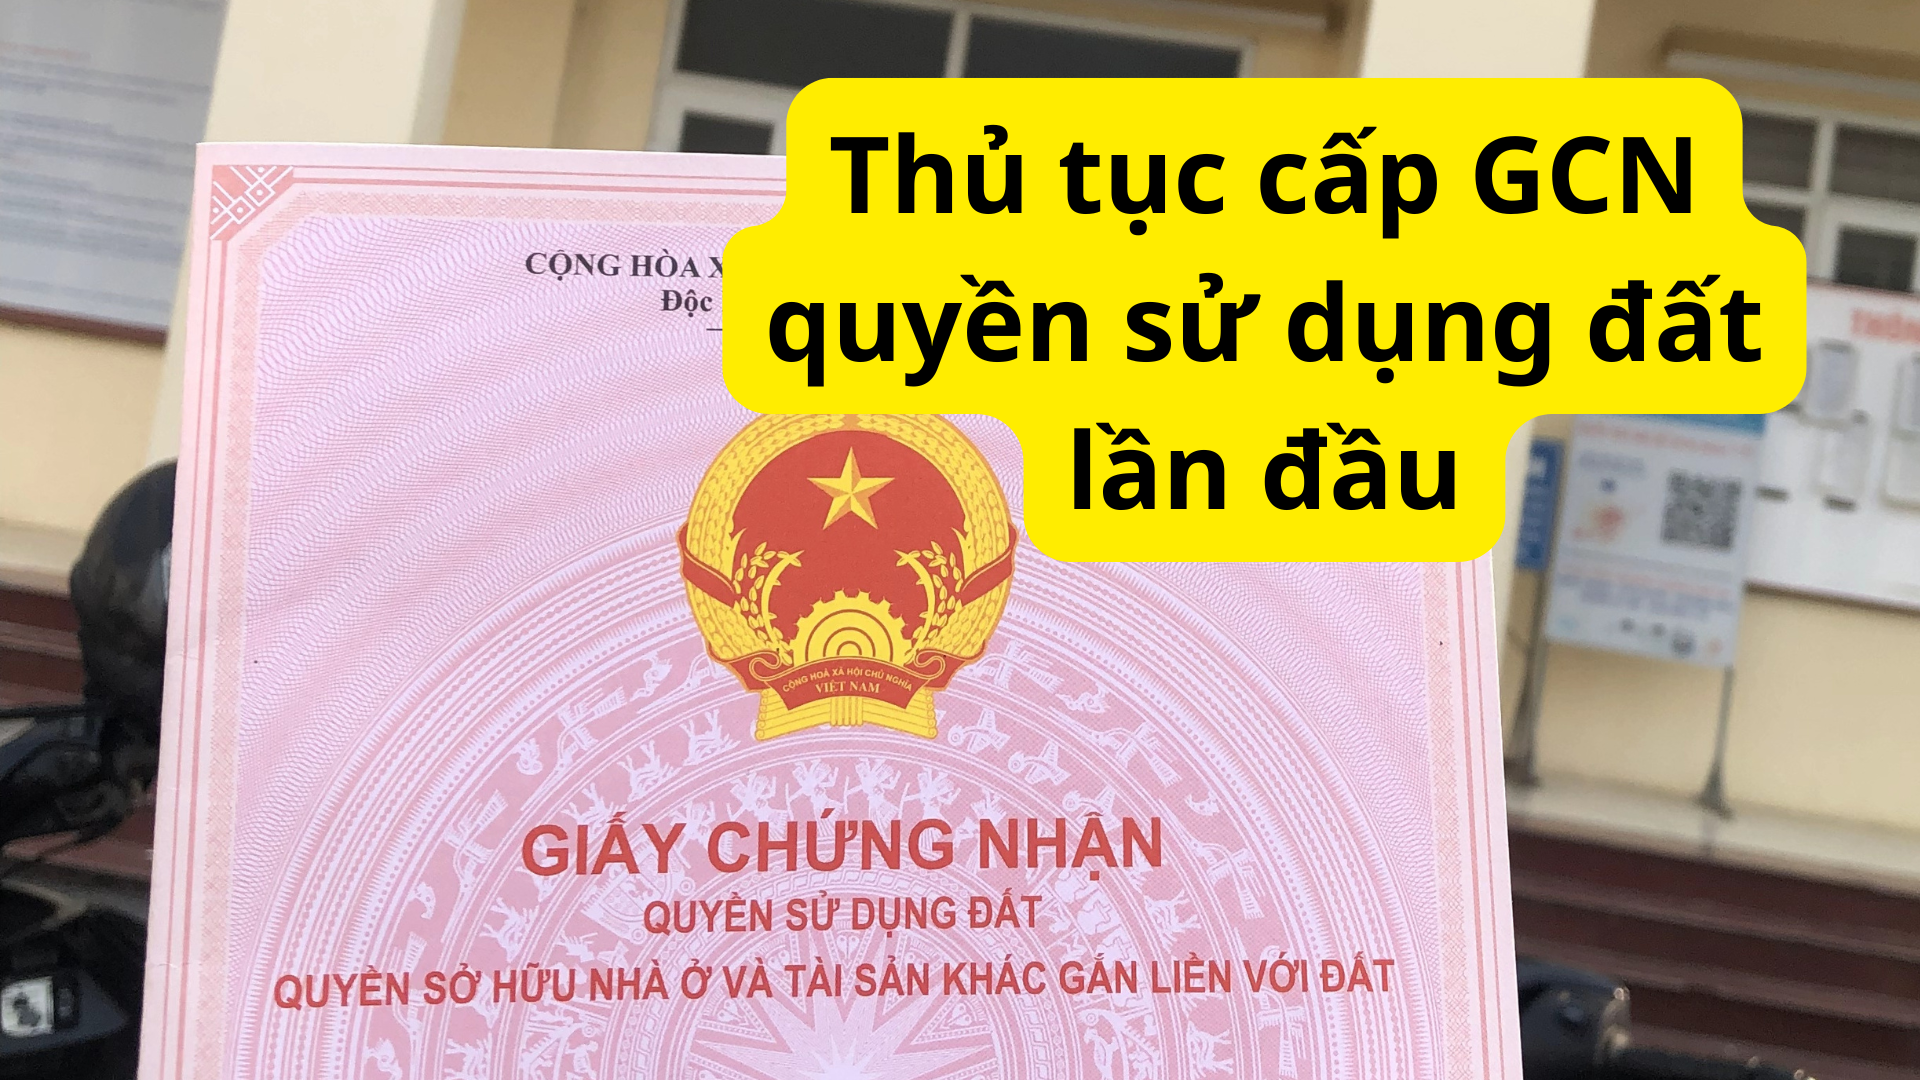 Thủ tục cấp GCN
quyền sử dụng đất
lần đầu
CỘNG HÒA
Độc
CỘNG HOÀ XÃ HỘI CHỦ NGHĨA
VIỆT NAM
GIẤY CHỨNG NHẬN
QUYỀN SỬ DỤNG ĐẤT
QUYỀN SỞ HỮU NHÀ Ở VÀ TÀI SẢN KHÁC GẮN LIỀN VỚI ĐẤT